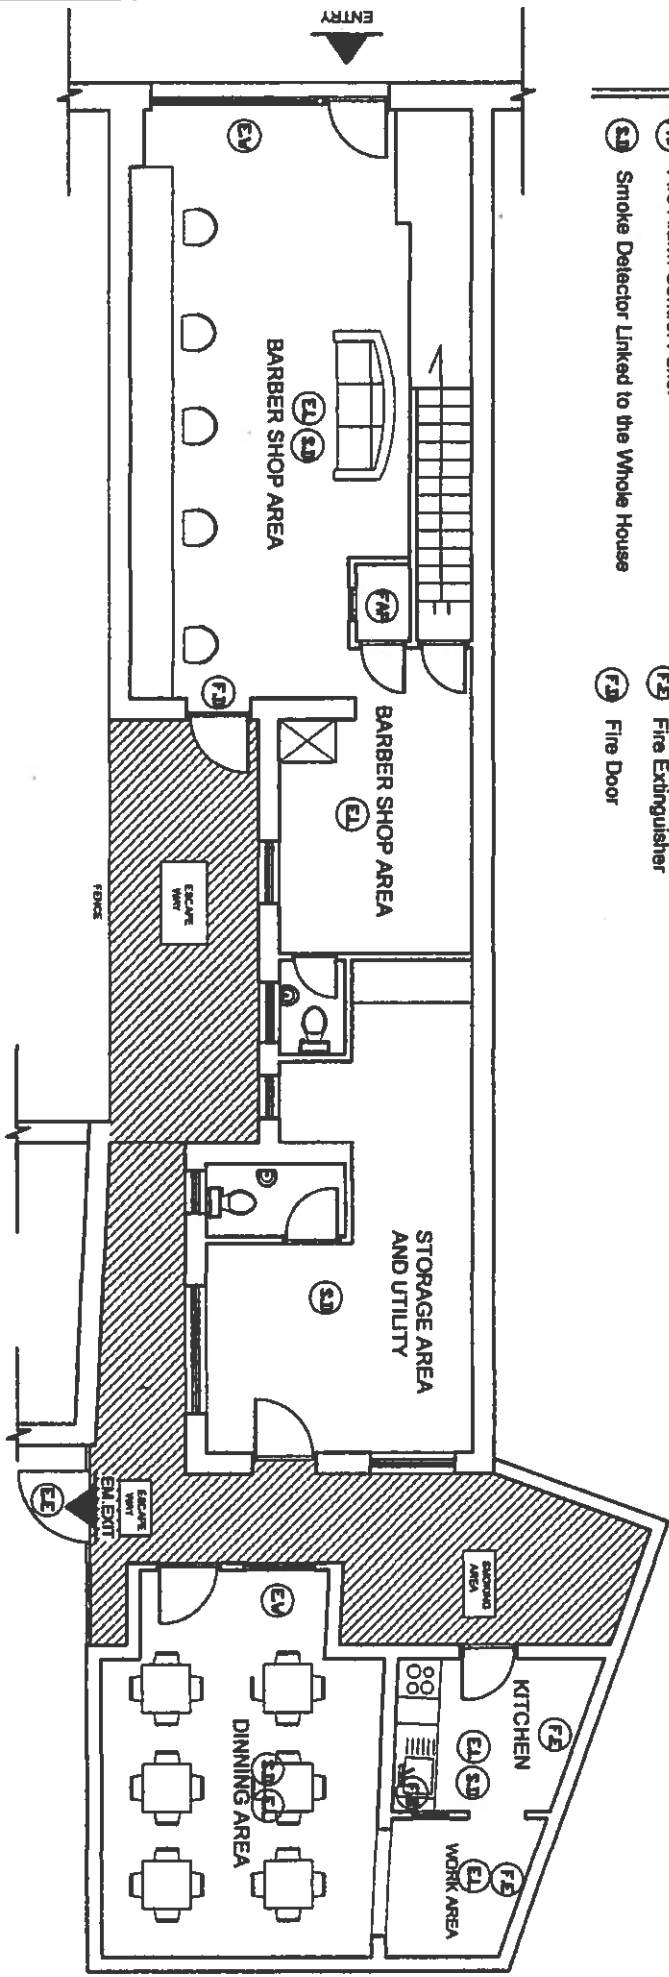 Smoke Detector Linked to the Whole House
S.D
F.E
Fire Extinguisher
F.D
Fire Door
ENTRY
E.W
BARBER SHOP AREA
E.L
S.D
FAP
F.D
BARBER SHOP AREA
E.L
ESCAPE
WAY
FENCE
STORAGE AREA
AND UTILITY
S.D
EM.EXIT
E.E
ESCAPE
WAY
SMOKING
AREA
E.W
DINNING AREA
S.D
E.L
KITCHEN
F.E
E.L
S.D
WORK AREA
E.L
F.E